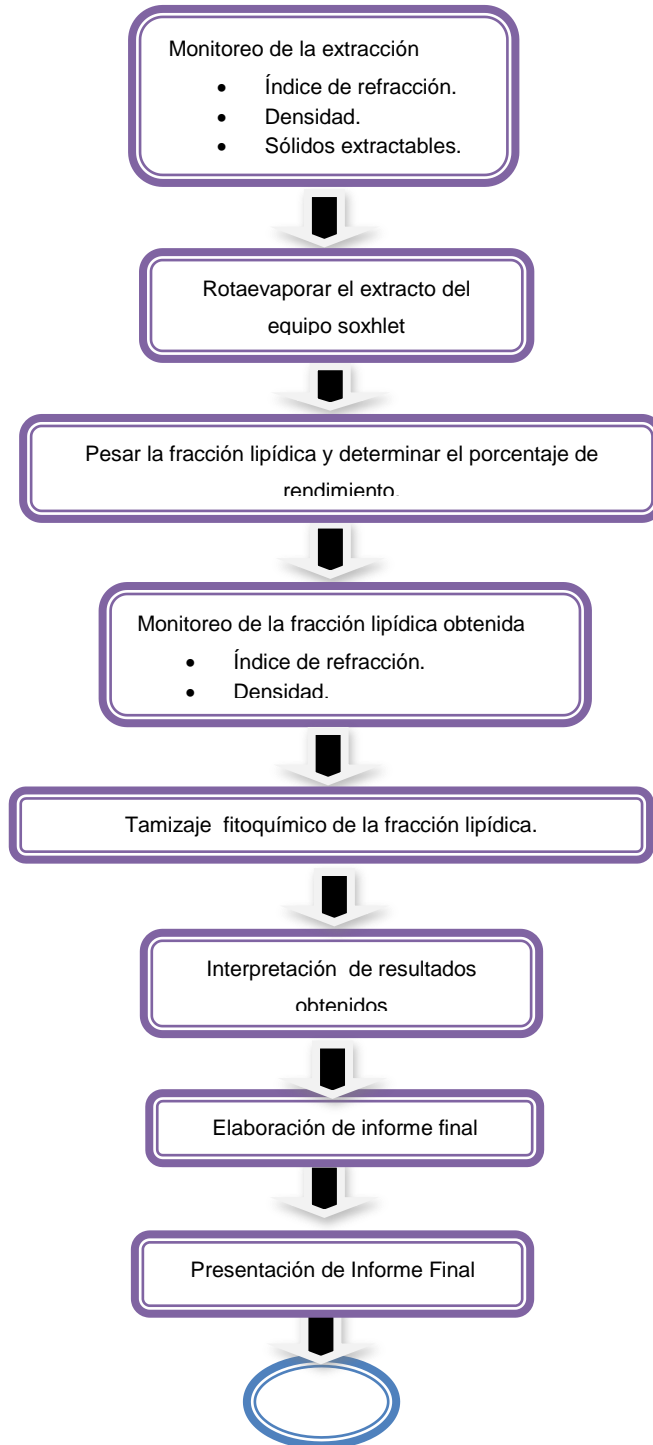 Monitoreo de la extracción
• Índice de refracción.
• Densidad.
• Sólidos extractables.
Rotaevaporar el extracto del
equipo soxhlet
Pesar la fracción lipídica y determinar el porcentaje de
rendimiento.
Monitoreo de la fracción lipídica obtenida
• Índice de refracción.
• Densidad.
Tamizaje fitoquímico de la fracción lipídica.
Interpretación de resultados
obtenidos
Elaboración de informe final
Presentación de Informe Final